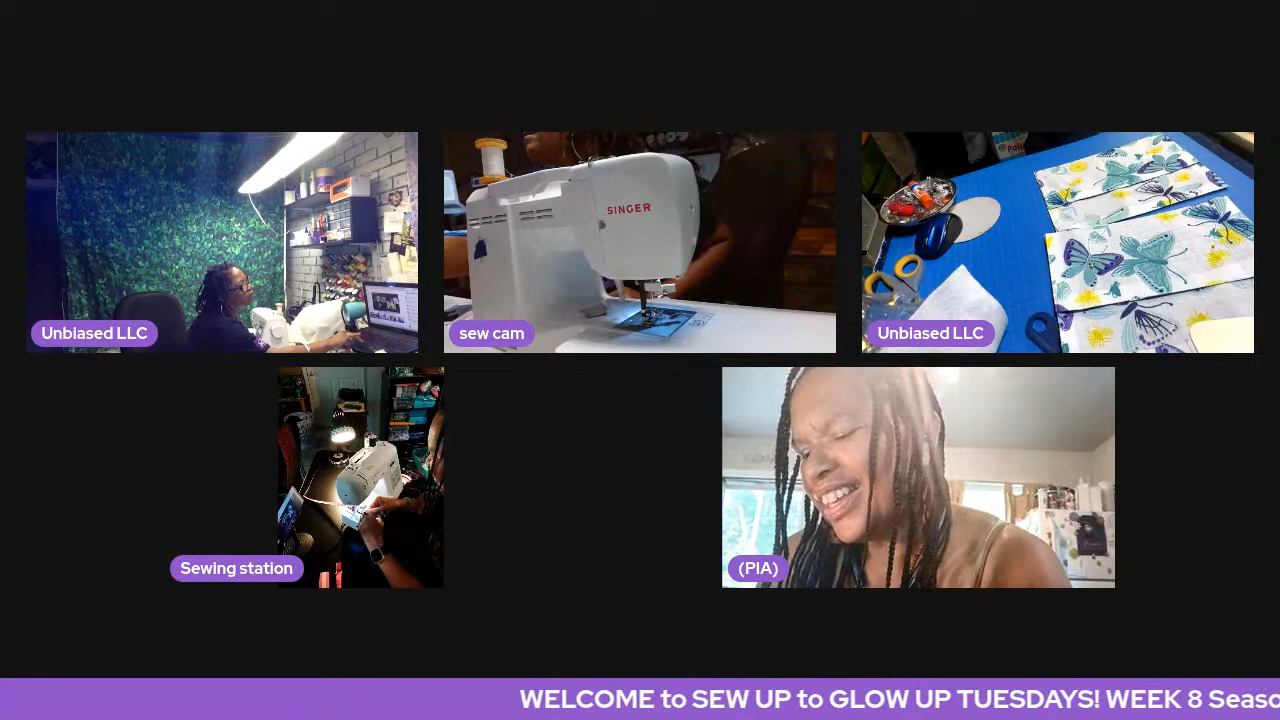 Unbiased LLC
SINGER
sew cam
Unbiased LLC
Sewing station
(PIA)
WELCOME to SEW UP to GLOW UP TUESDAYS! WEEK 8 Seaso